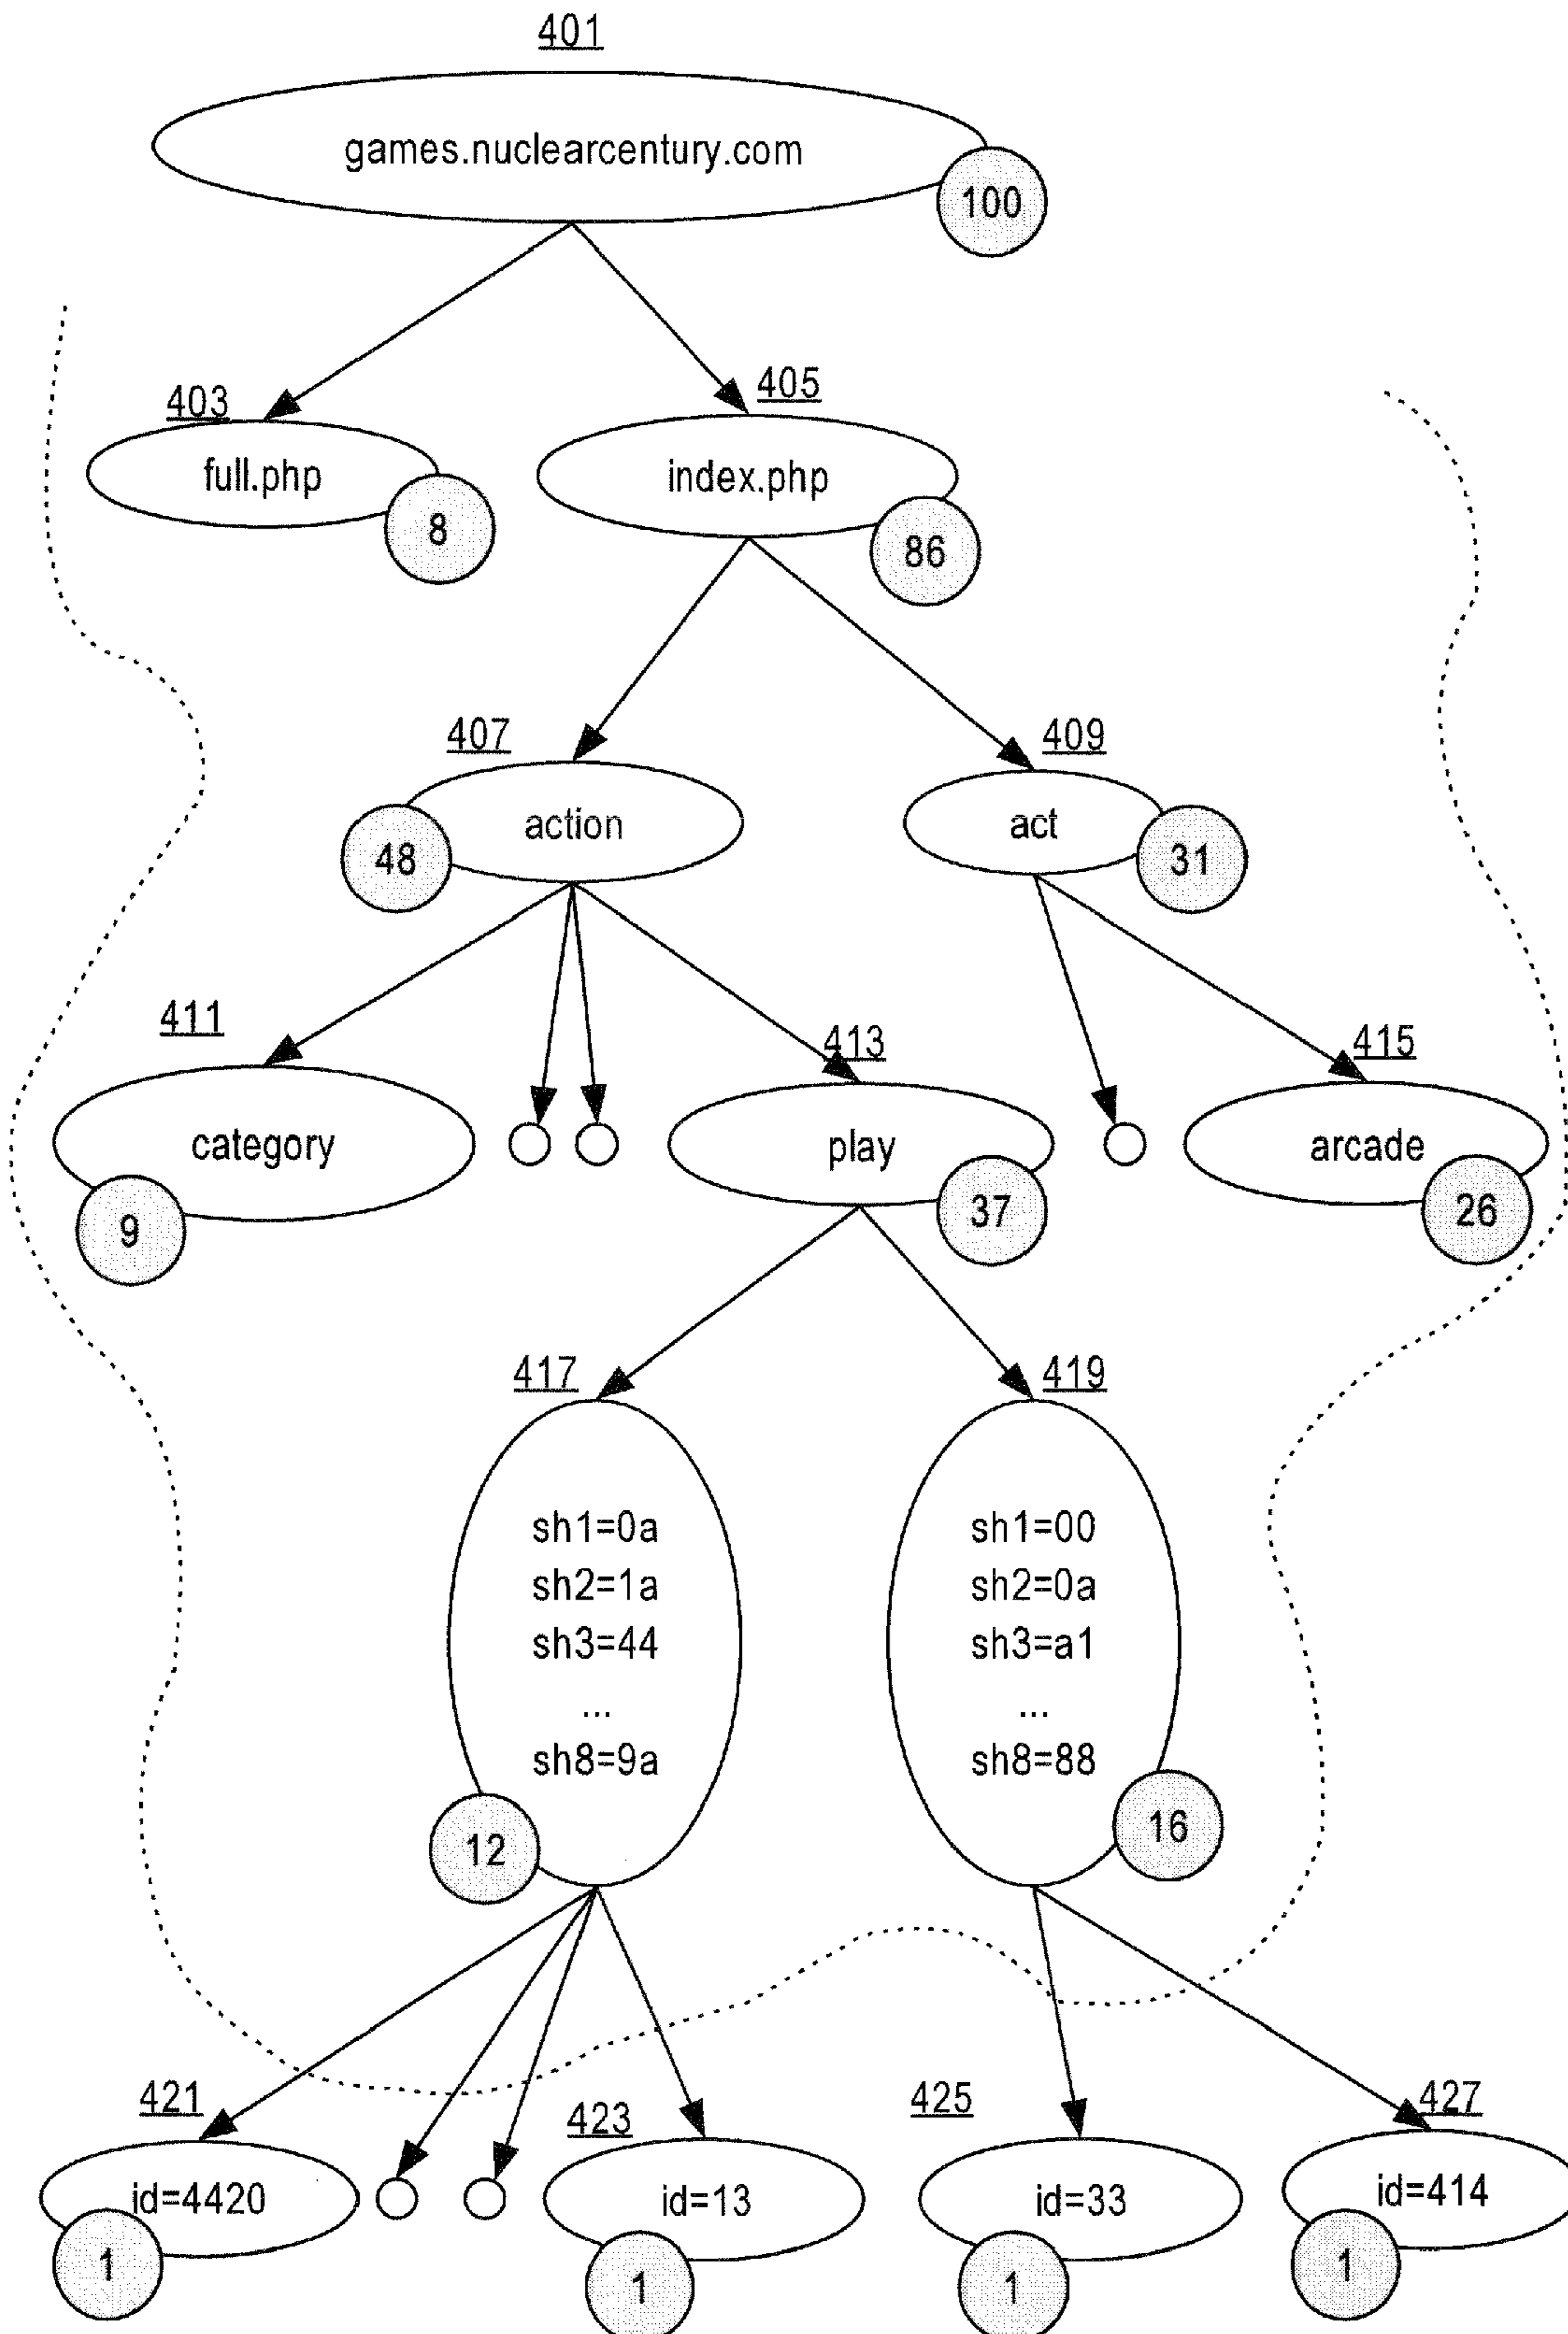 401
games.nuclearcentury.com
100
403
405
full.php
index.php
8
86
407
409
action
act
48
31
411
413
415
category
play
arcade
9
37
26
417
419
sh1=0a
sh2=1a
sh3=44
...
sh8=9a
12
sh1=00
sh2=0a
sh3=a1
...
sh8=88
16
421
423
425
427
id=4420
id=13
id=33
id=414
1
1
1
1